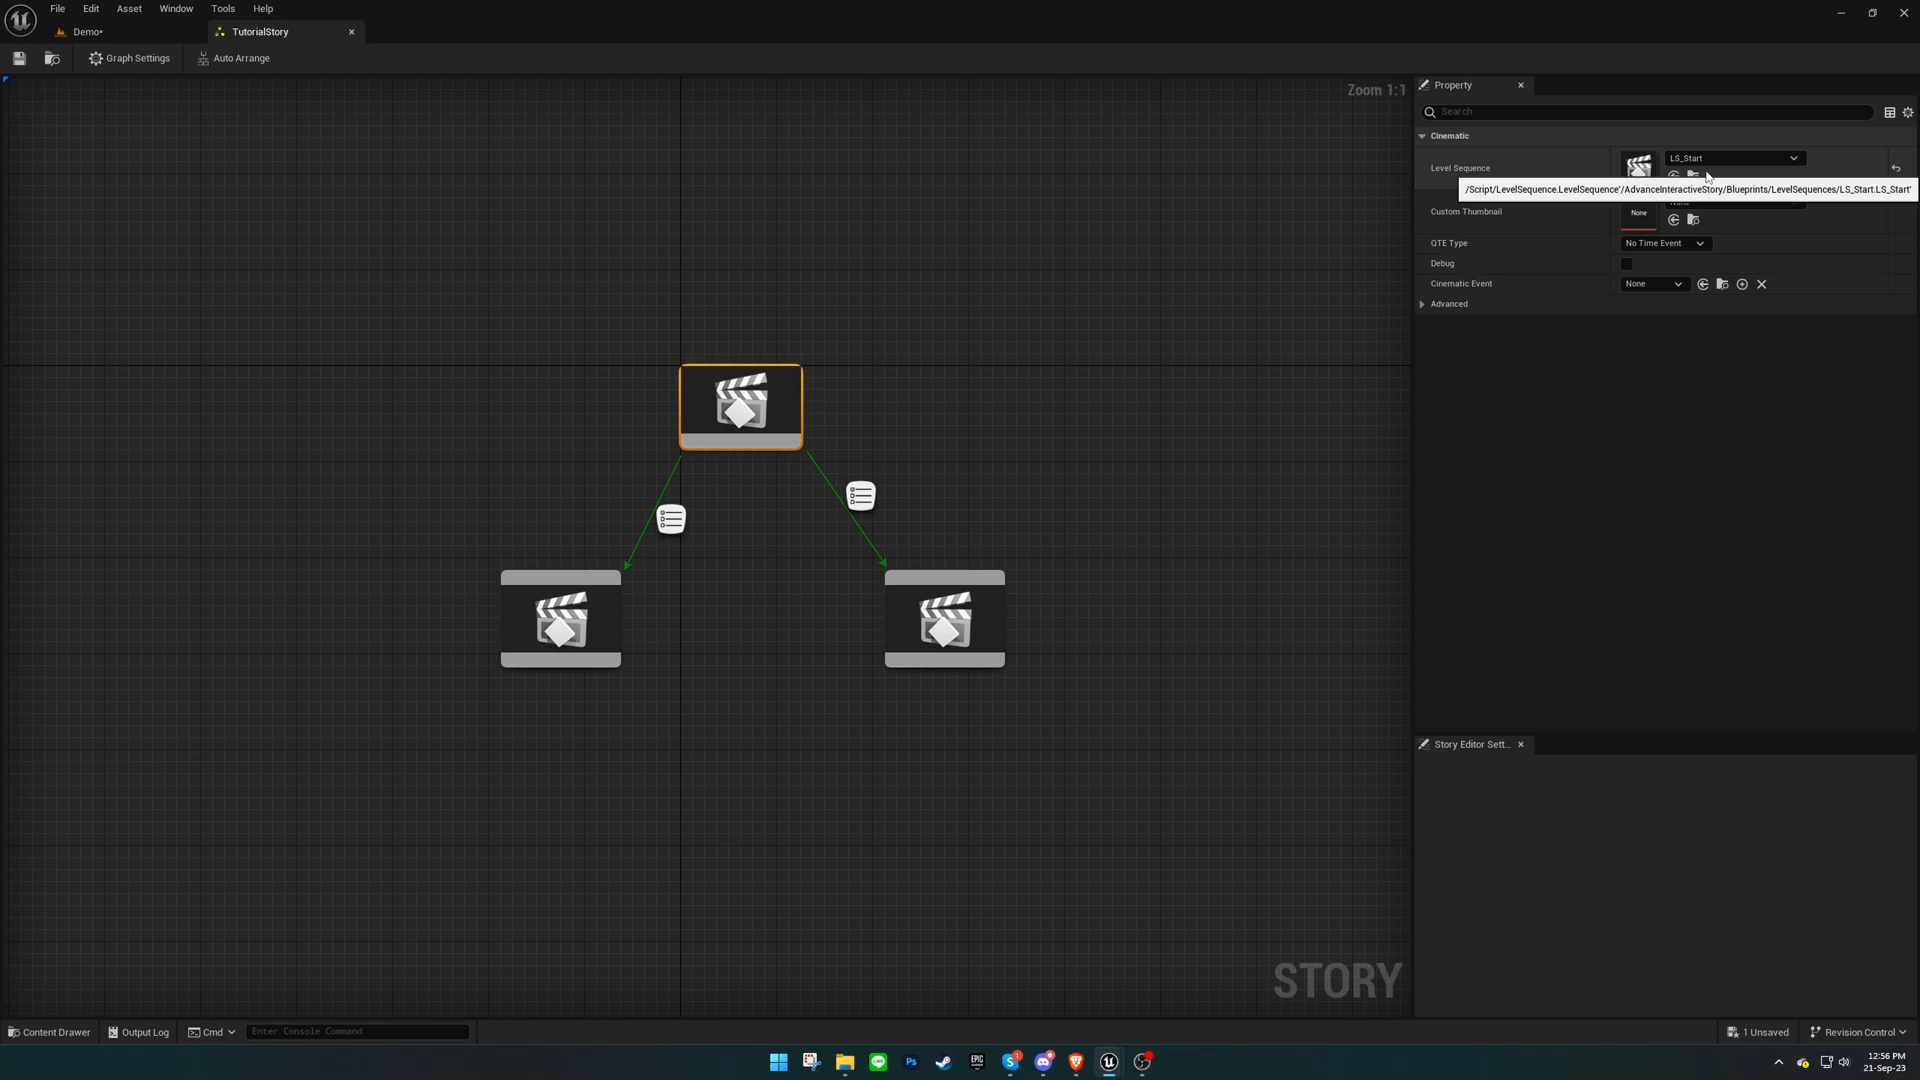 File Edit Asset Window Tools Help
Demo•
TutorialStory
Graph Settings
Auto Arrange
Zoom 1:1
Property
Search
Cinematic
Level Sequence
LS_Start
/Script/LevelSequence.LevelSequence'/AdvanceInteractiveStory/Blueprints/LevelSequences/LS_Start.LS_Start'
Custom Thumbnail
None
QTE Type
No Time Event
Debug
Cinematic Event
None
Advanced
Story Editor Sett...
STORY
Content Drawer
Output Log
Cmd
Enter Console Command
1 Unsaved
Revision Control
Ps
EPIC
1
12:56 PM
21-Sep-23